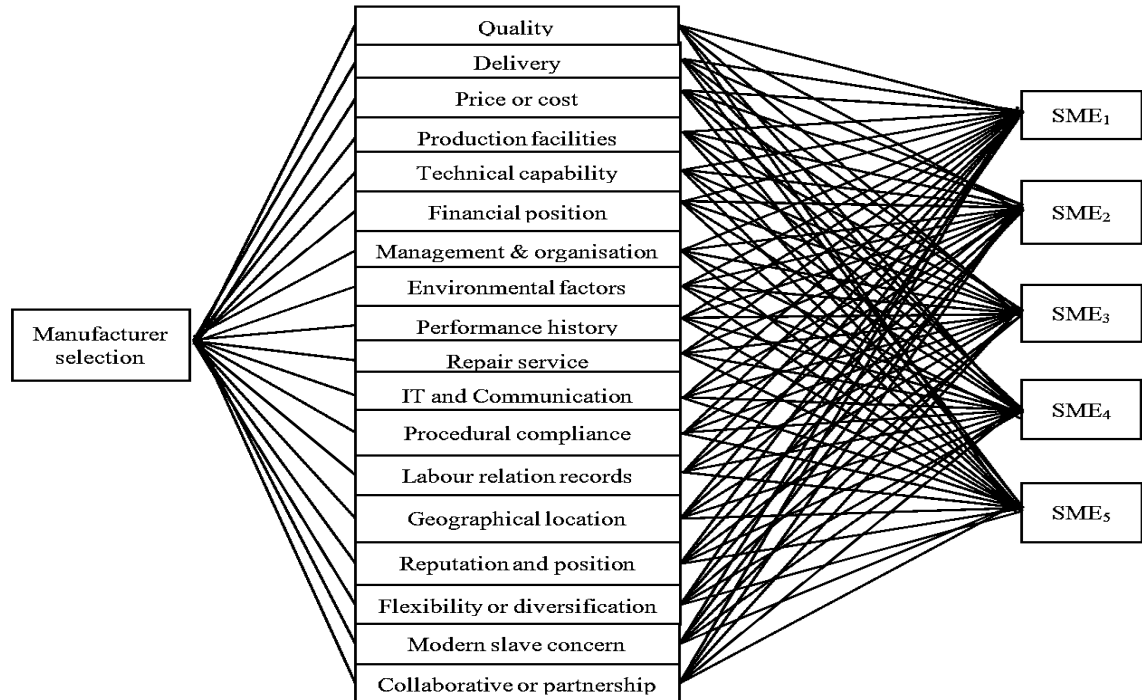 Manufacturer
selection
Quality
Delivery
Price or cost
Production facilities
Technical capability
Financial position
Management & organisation
Environmental factors
Performance history
Repair service
IT and Communication
Procedural compliance
Labour relation records
Geographical location
Reputation and position
Flexibility or diversification
Modern slave concern
Collaborative or partnership
SME₁
SME₂
SME₃
SME₄
SME₅